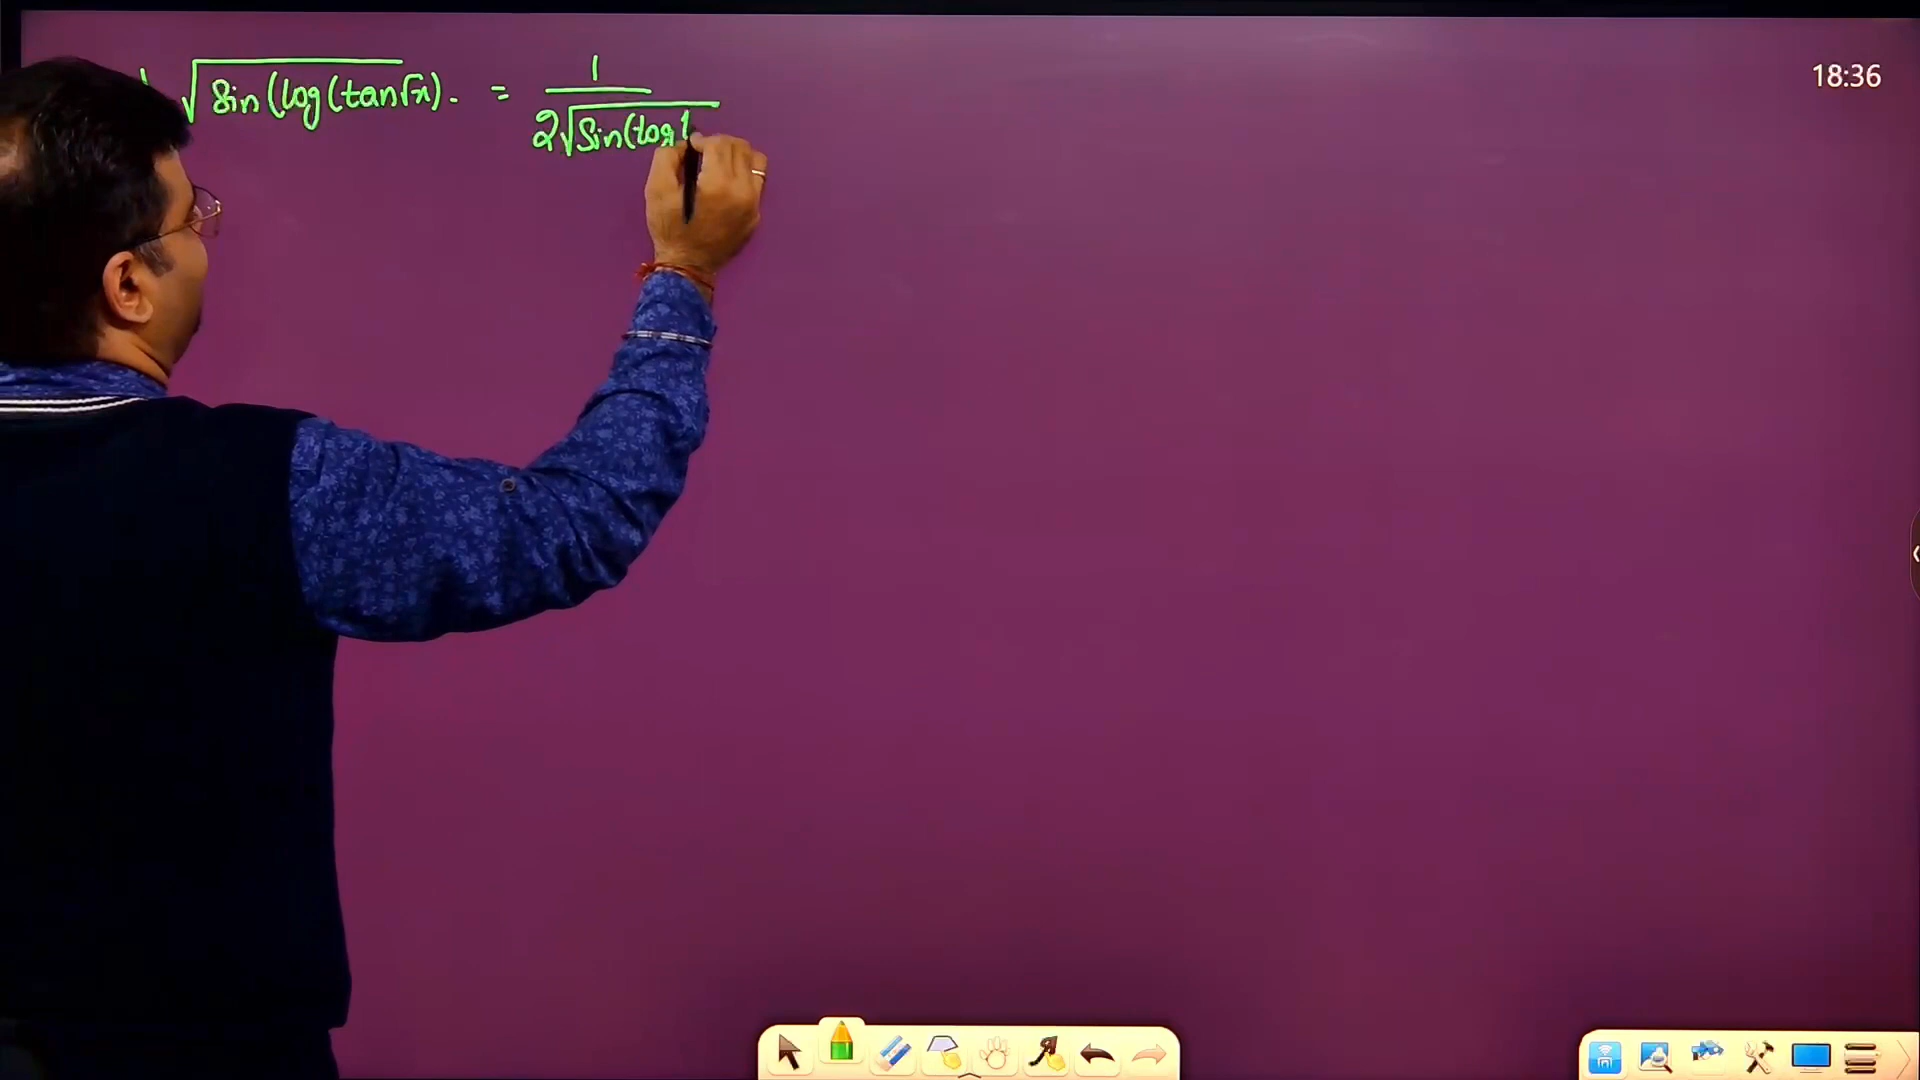 √sin(log(tan√x). = 1 / 2√sin(log
18:36